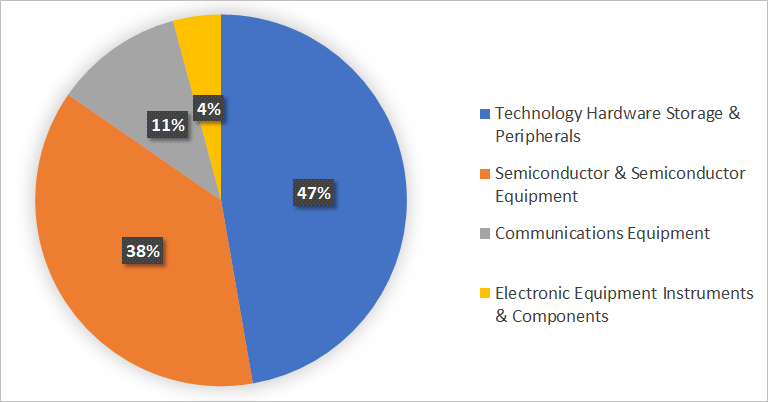 4%
11%
47%
38%
Technology Hardware Storage &
Peripherals
Semiconductor & Semiconductor
Equipment
Communications Equipment
Electronic Equipment Instruments
& Components